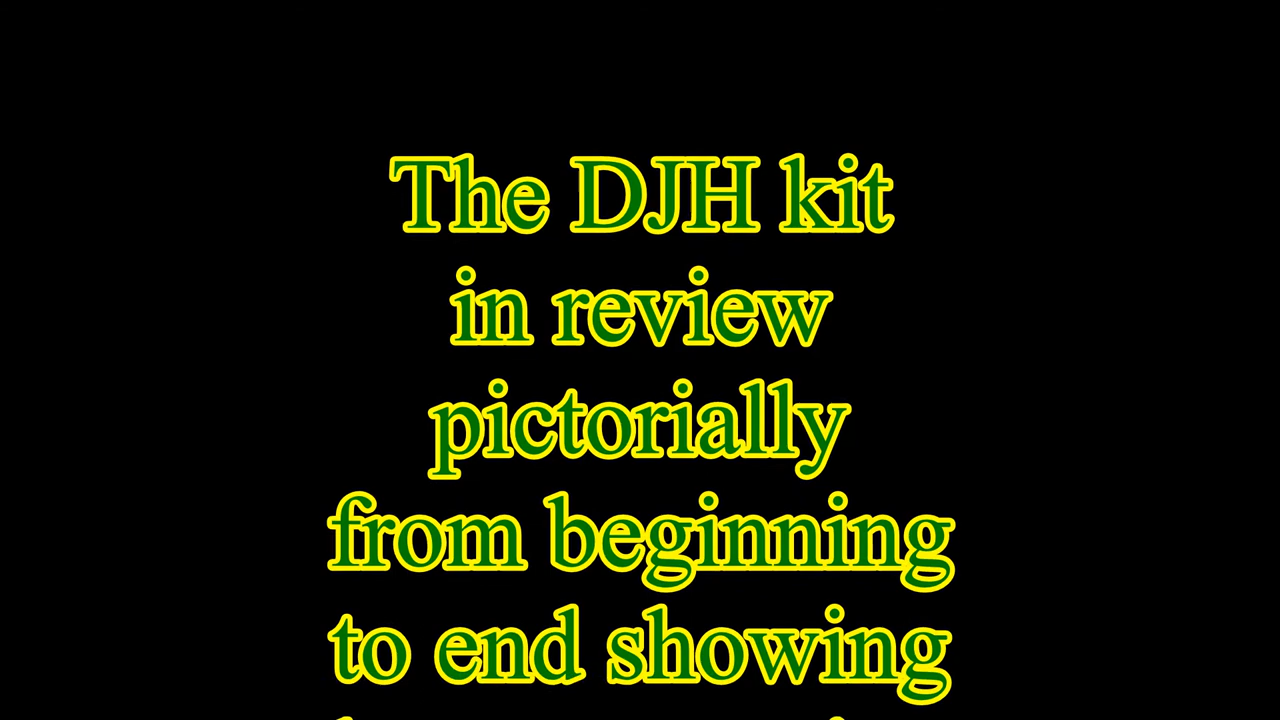 The DJH kit
in review
pictorially
from beginning
to end showing